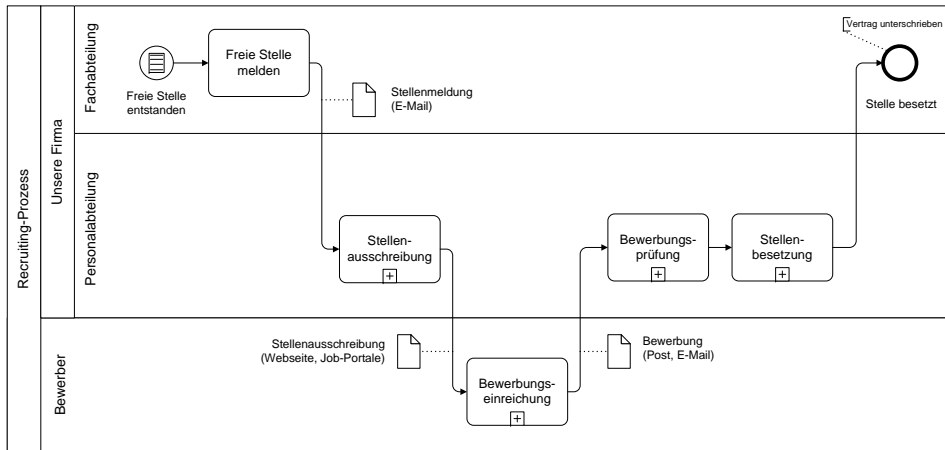 Recruiting-Prozess
Unsere Firma
Fachabteilung
Freie Stelle
entstanden
Freie Stelle
melden
Stellenmeldung
(E-Mail)
Vertrag unterschrieben
Stelle besetzt
Personalabteilung
Stellen-
ausschreibung
Bewerbungs-
prüfung
Stellen-
besetzung
Bewerber
Stellenausschreibung
(Webseite, Job-Portale)
Bewerbungs-
einreichung
Bewerbung
(Post, E-Mail)